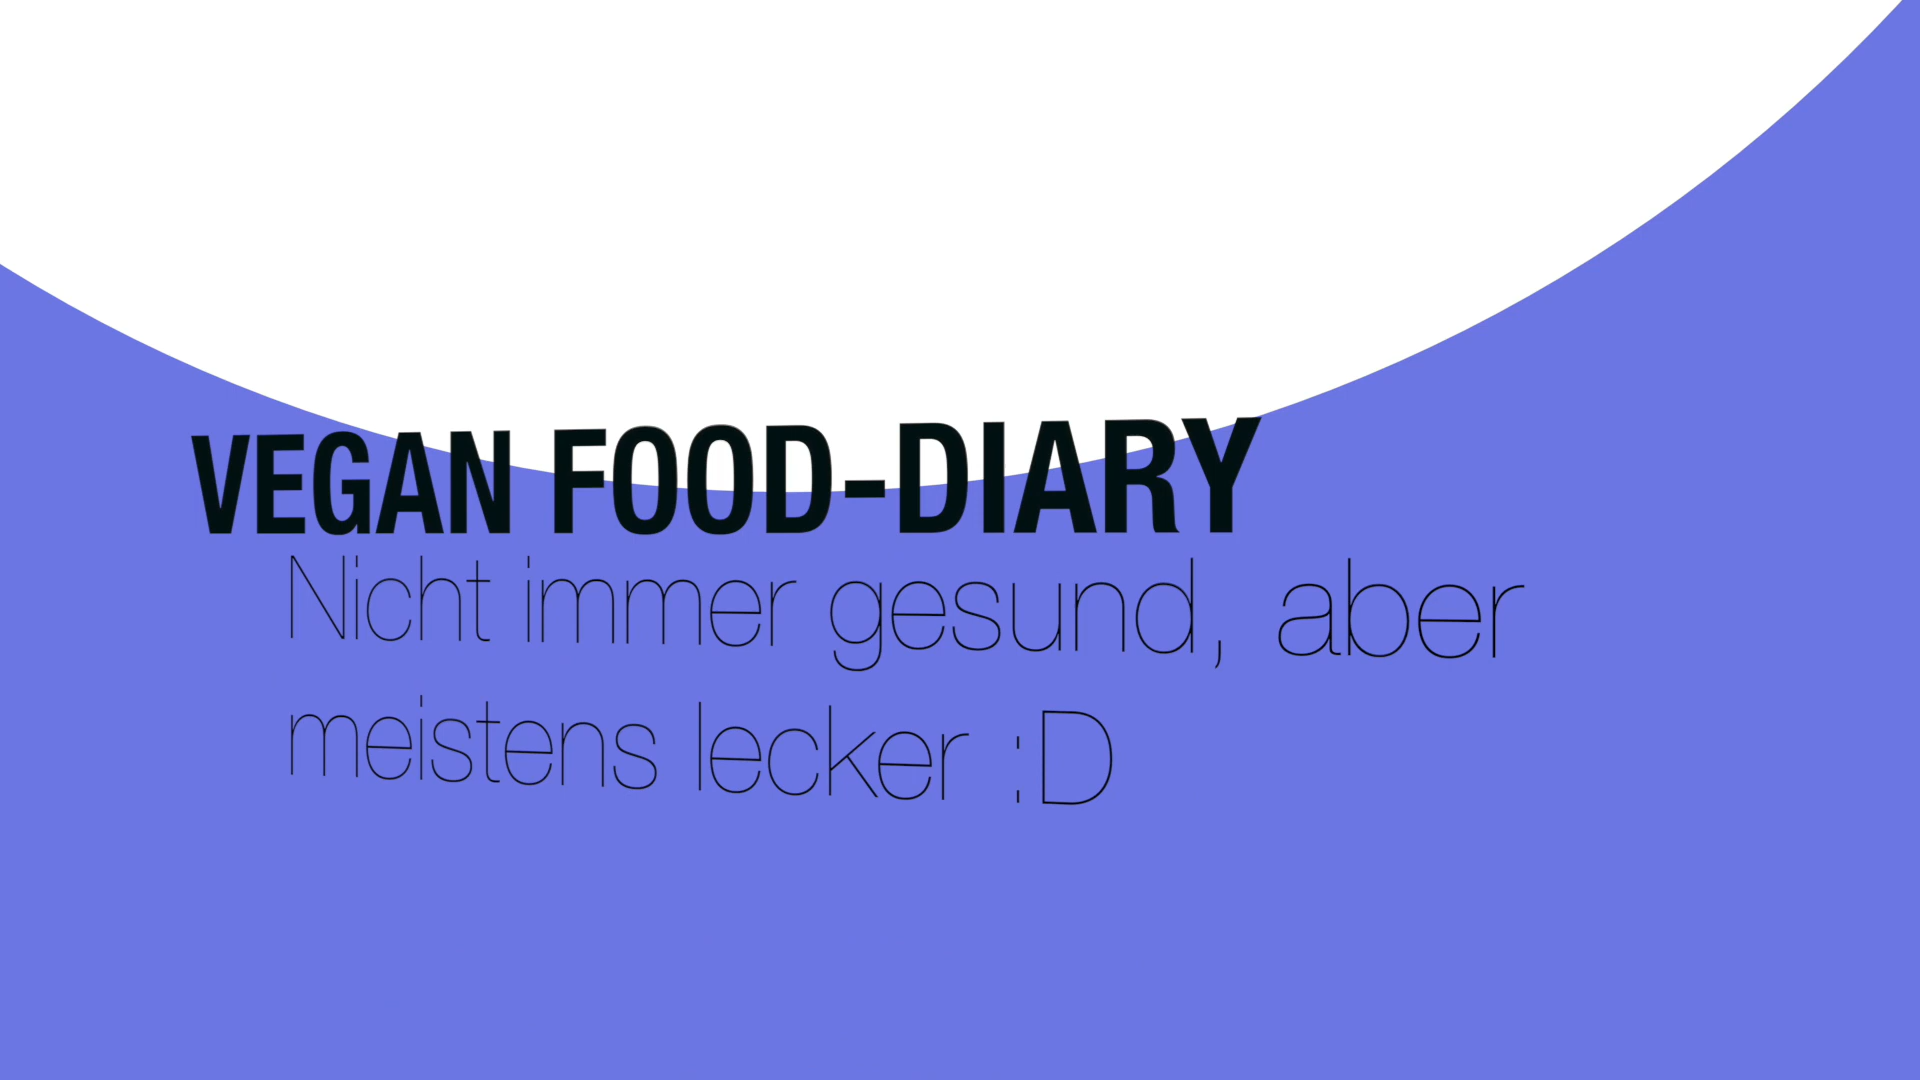 VEGAN FOOD-DIARY
Nicht immer gesund, aber
meistens lecker :D